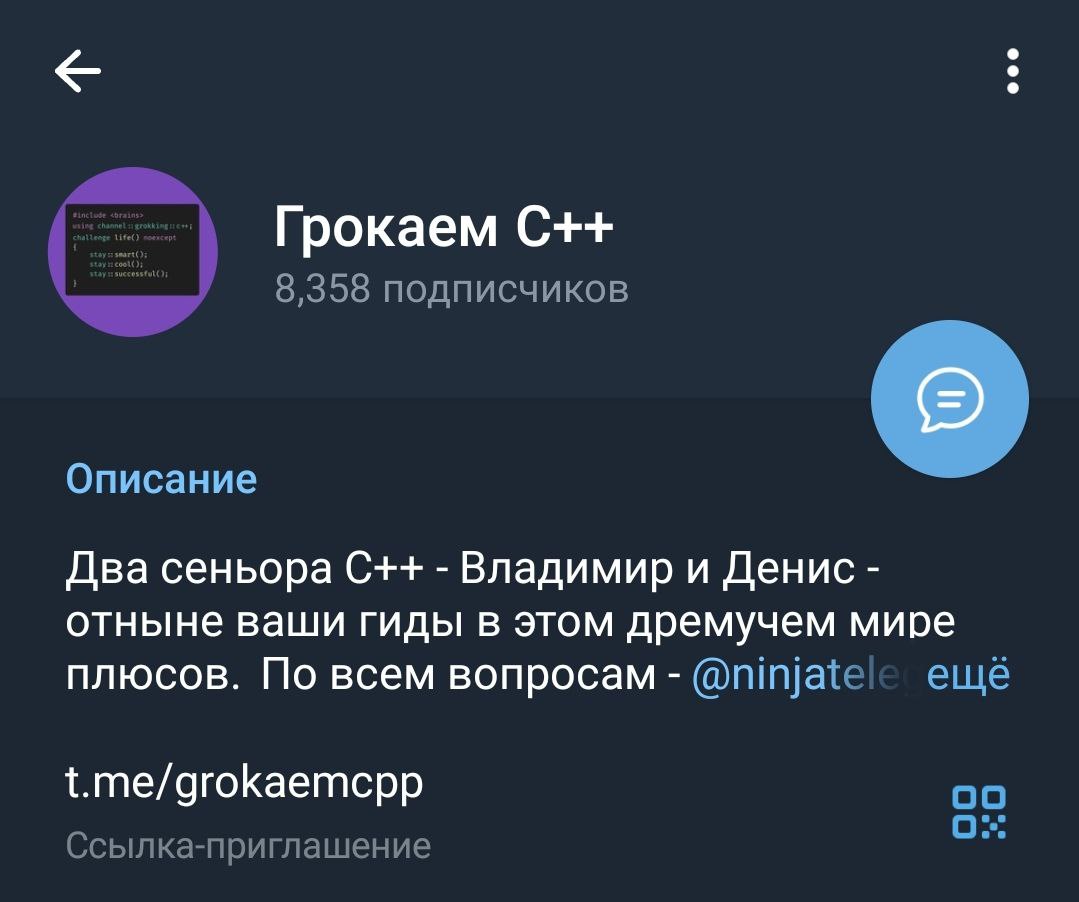 #include <brains>
using channel::grokking::c++;
challenge life() noexcept
{
stay::smart();
stay::cool();
stay::successful();
}
Грокаем C++
8,358 подписчиков
Описание
Два сеньора C++ - Владимир и Денис -
отныне ваши гиды в этом дремучем мире
плюсов. По всем вопросам - @ninjateleg ещё
t.me/grokaemcpp
Ссылка-приглашение